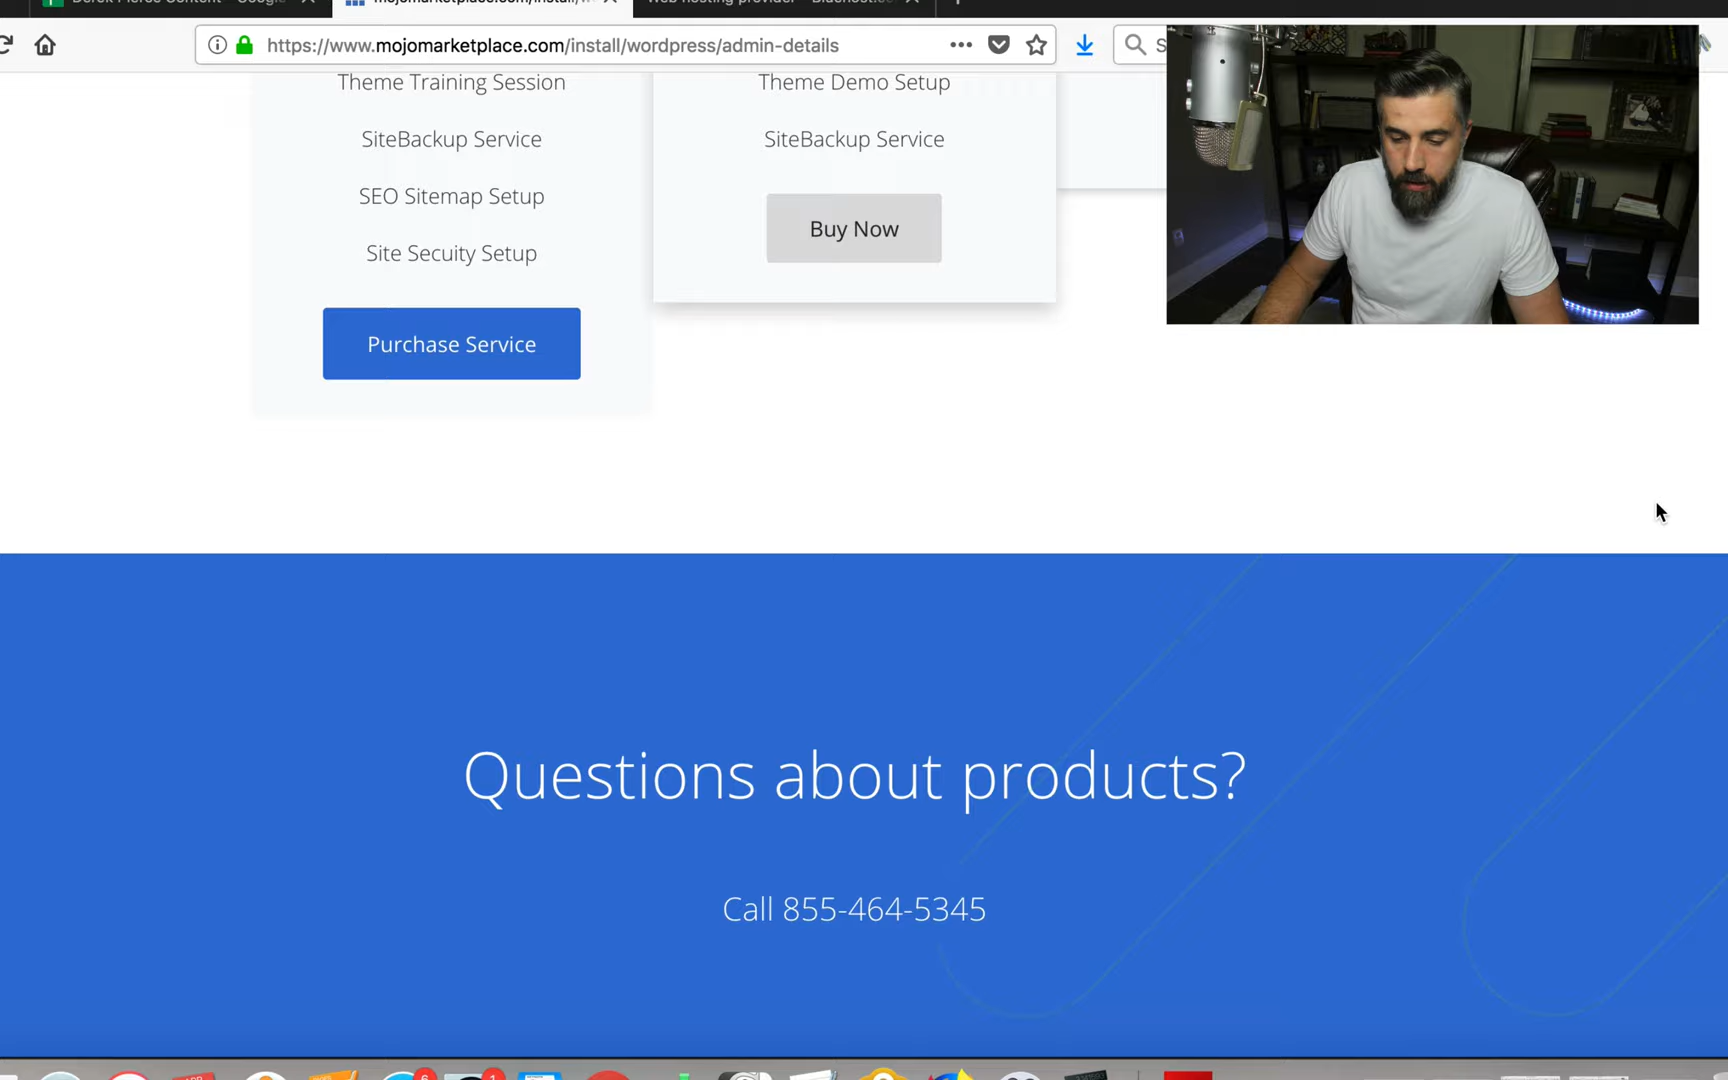 https://www.mojomarketplace.com/install/wordpress/admin-details
Theme Training Session
SiteBackup Service
SEO Sitemap Setup
Site Secuity Setup
Purchase Service
Theme Demo Setup
SiteBackup Service
Buy Now
Questions about products?
Call 855-464-5345